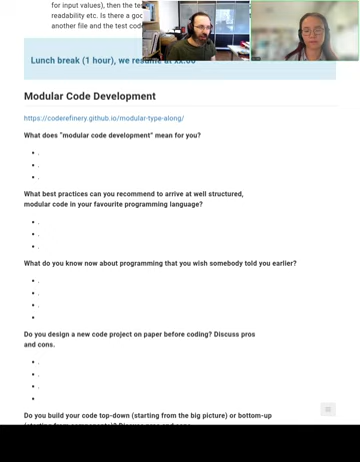 for input values), then the te
readability etc. Is there a goo
another file and the test cod
Lunch break (1 hour), we resume at xx:00
Modular Code Development
https://coderefinery.github.io/modular-type-along/
What does "modular code development" mean for you?
What best practices can you recommend to arrive at well structured,
modular code in your favourite programming language?
What do you know now about programming that you wish somebody told you earlier?
Do you design a new code project on paper before coding? Discuss pros
and cons.
Do you build your code top-down (starting from the big picture) or bottom-up